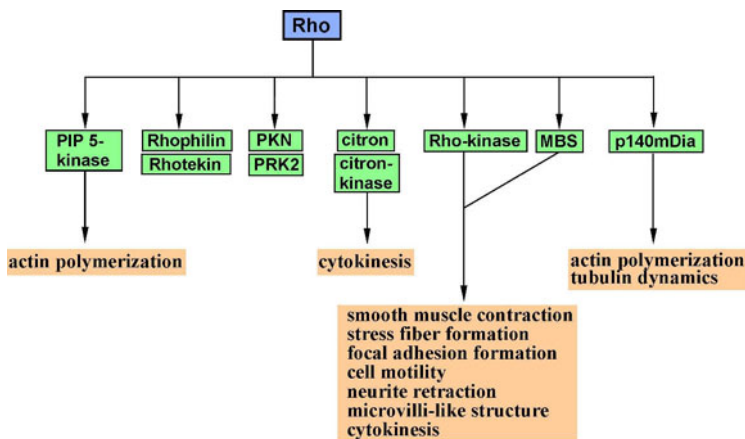 Rho
PIP 5-
kinase
Rhophilin
Rhotekin
PKN
PRK2
citron
citron-
kinase
Rho-kinase
MBS
p140mDia
actin polymerization
cytokinesis
actin polymerization
tubulin dynamics
smooth muscle contraction
stress fiber formation
focal adhesion formation
cell motility
neurite retraction
microvilli-like structure
cytokinesis